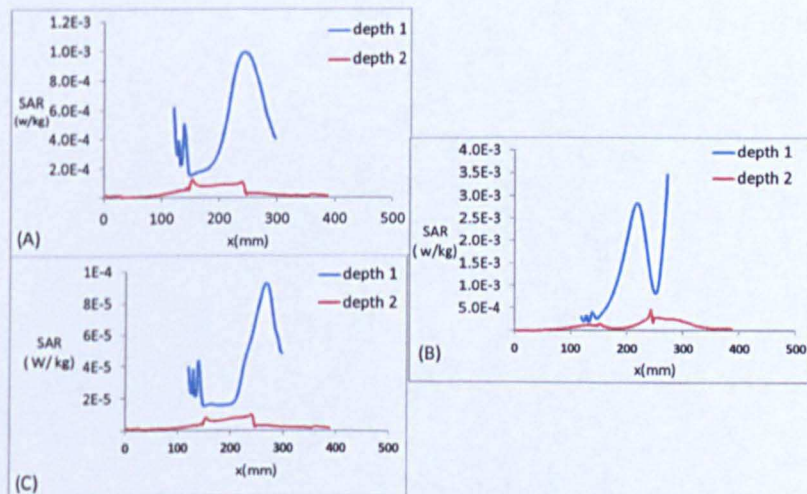 1.2E-3
1.0E-3
8.0E-4
6.0E-4
4.0E-4
2.0E-4
SAR
(w/kg)
depth 1
depth 2
0 100 200 300 400 500
x(mm)
(A)
4.0E-3
3.5E-3
3.0E-3
2.5E-3
2.0E-3
1.5E-3
1.0E-3
5.0E-4
SAR
(w/kg)
depth 1
depth 2
0 100 200 300 400 500
x(mm)
(B)
1E-4
8E-5
6E-5
4E-5
2E-5
SAR
(W/kg)
depth 1
depth 2
0 100 200 300 400 500
x(mm)
(C)